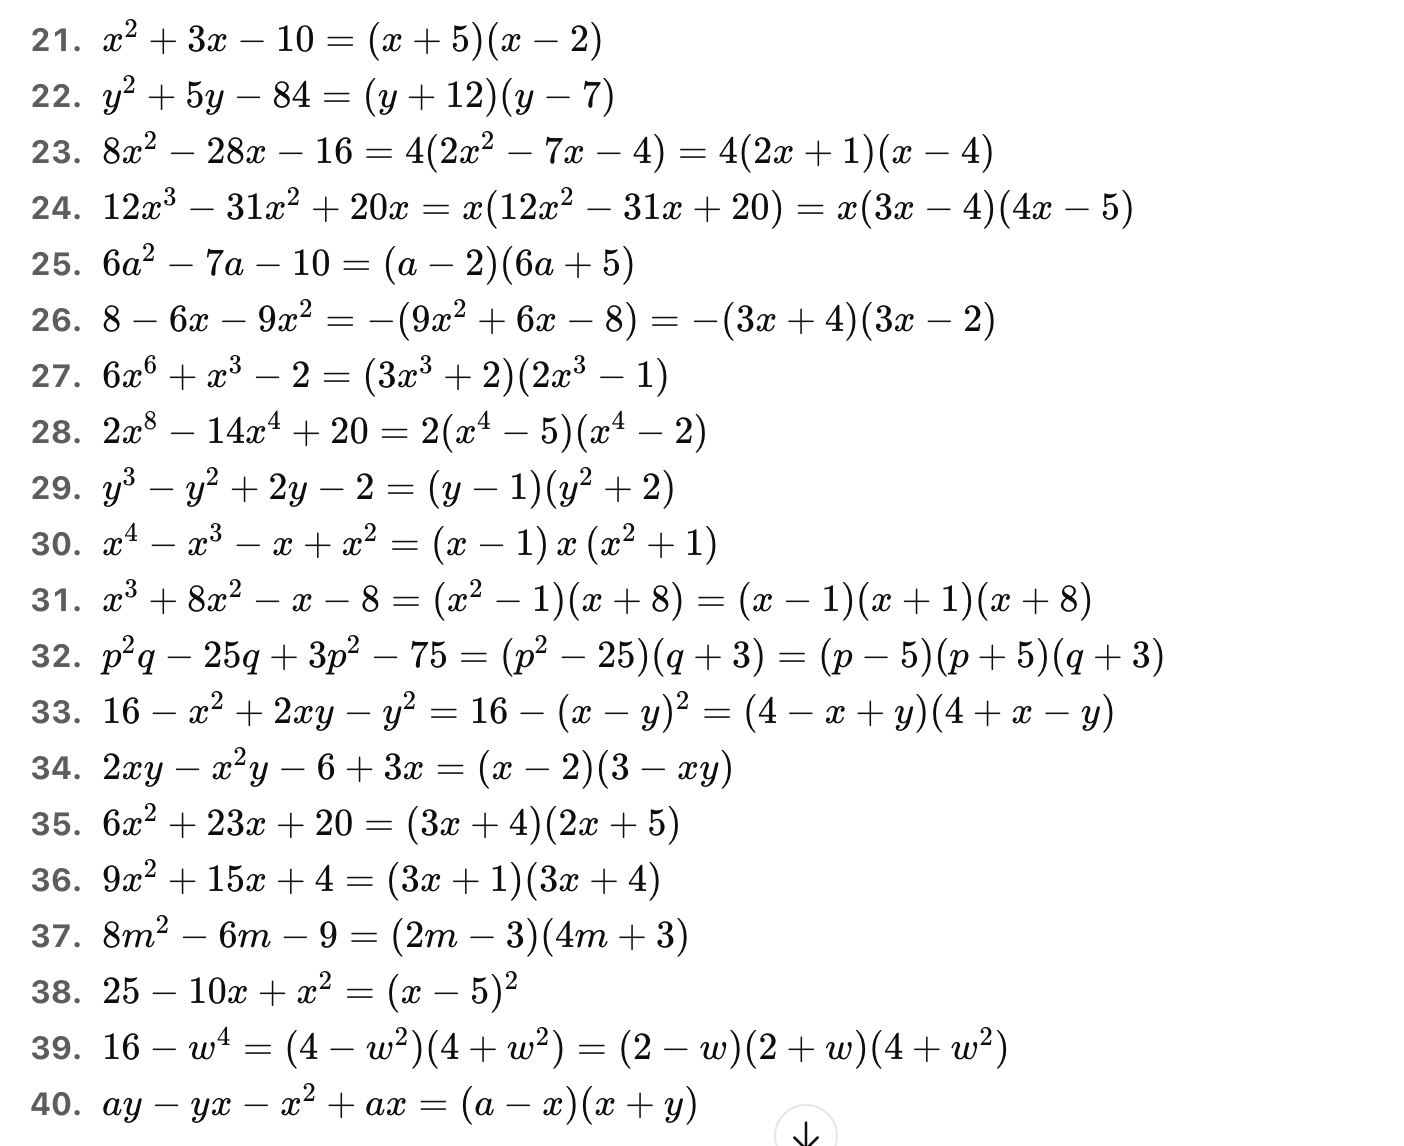 21. x² + 3x − 10 = (x + 5)(x − 2)
22. y² + 5y − 84 = (y + 12)(y − 7)
23. 8x² − 28x − 16 = 4(2x² − 7x − 4) = 4(2x + 1)(x − 4)
24. 12x³ − 31x² + 20x = x(12x² − 31x + 20) = x(3x − 4)(4x − 5)
25. 6a² − 7a − 10 = (a − 2)(6a + 5)
26. 8 − 6x − 9x² = −(9x² + 6x − 8) = −(3x + 4)(3x − 2)
27. 6x⁶ + x³ − 2 = (3x³ + 2)(2x³ − 1)
28. 2x⁸ − 14x⁴ + 20 = 2(x⁴ − 5)(x⁴ − 2)
29. y³ − y² + 2y − 2 = (y − 1)(y² + 2)
30. x⁴ − x³ − x + x² = (x − 1) x (x² + 1)
31. x³ + 8x² − x − 8 = (x² − 1)(x + 8) = (x − 1)(x + 1)(x + 8)
32. p²q − 25q + 3p² − 75 = (p² − 25)(q + 3) = (p − 5)(p + 5)(q + 3)
33. 16 − x² + 2xy − y² = 16 − (x − y)² = (4 − x + y)(4 + x − y)
34. 2xy − x²y − 6 + 3x = (x − 2)(3 − xy)
35. 6x² + 23x + 20 = (3x + 4)(2x + 5)
36. 9x² + 15x + 4 = (3x + 1)(3x + 4)
37. 8m² − 6m − 9 = (2m − 3)(4m + 3)
38. 25 − 10x + x² = (x − 5)²
39. 16 − w⁴ = (4 − w²)(4 + w²) = (2 − w)(2 + w)(4 + w²)
40. ay − yx − x² + ax = (a − x)(x + y)